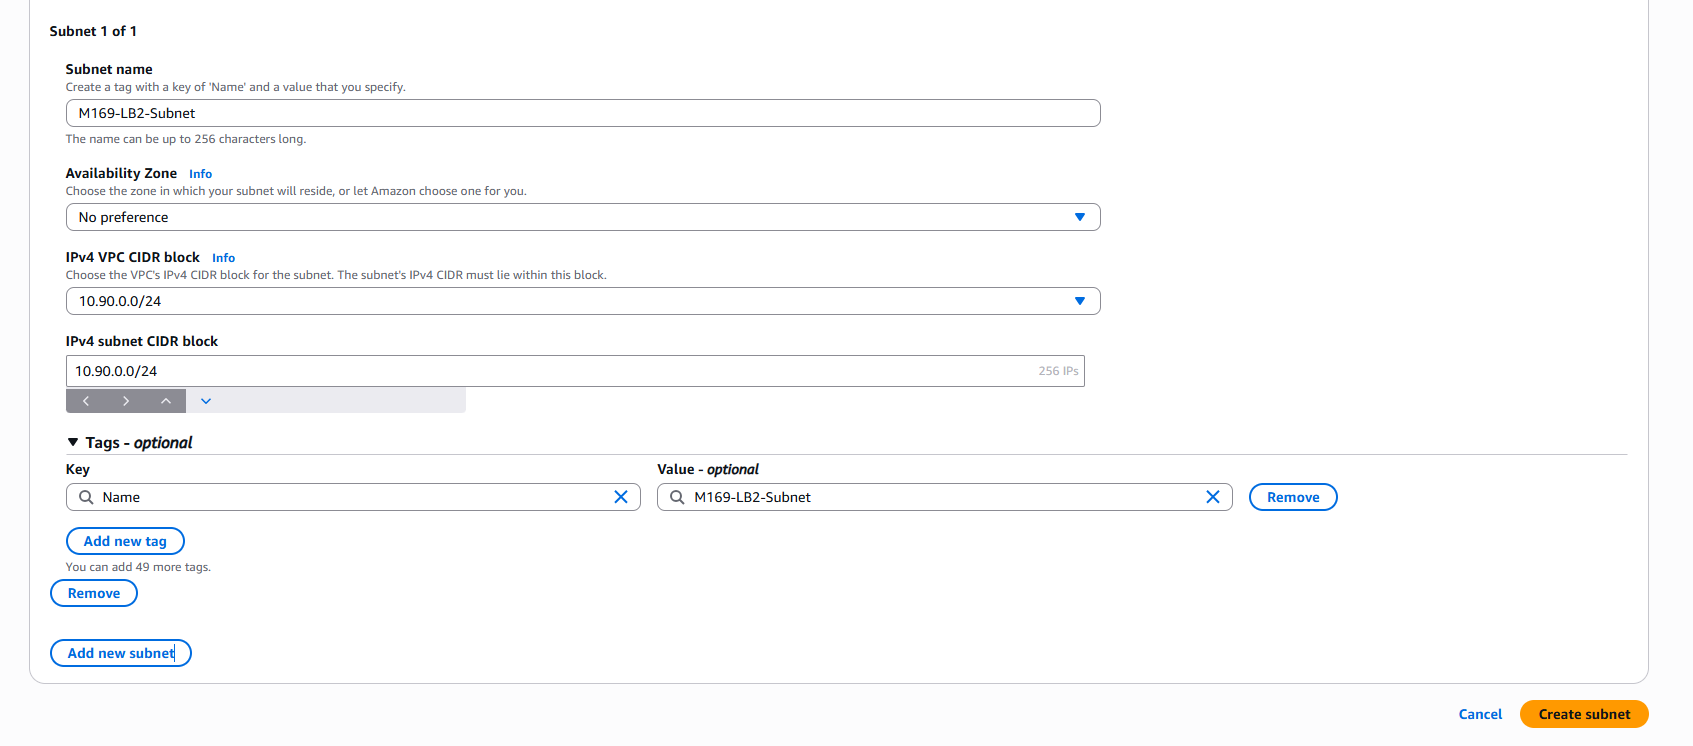 Subnet 1 of 1
Subnet name
Create a tag with a key of 'Name' and a value that you specify.
M169-LB2-Subnet
The name can be up to 256 characters long.
Availability Zone Info
Choose the zone in which your subnet will reside, or let Amazon choose one for you.
No preference
IPv4 VPC CIDR block Info
Choose the VPC's IPv4 CIDR block for the subnet. The subnet's IPv4 CIDR must lie within this block.
10.90.0.0/24
IPv4 subnet CIDR block
10.90.0.0/24 256 IPs
Tags - optional
Key Value - optional
Name M169-LB2-Subnet Remove
Add new tag
You can add 49 more tags.
Remove
Add new subnet
Cancel Create subnet